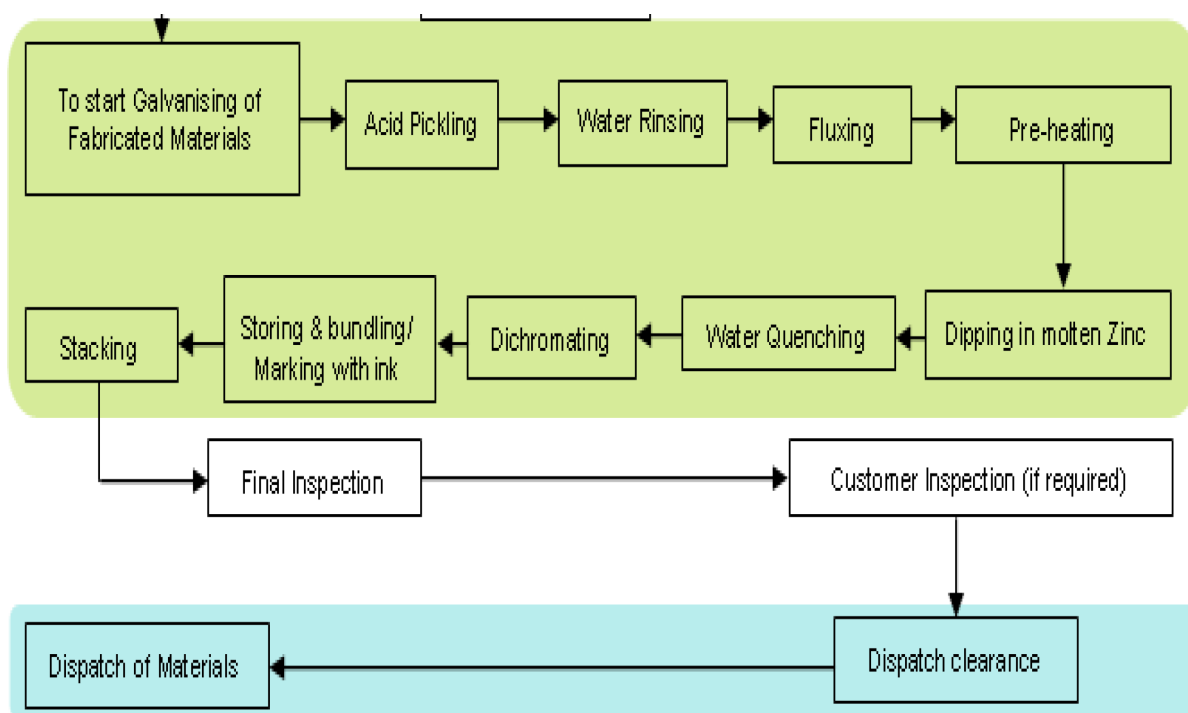 To start Galvanising of
Fabricated Materials
Acid Pickling
Water Rinsing
Fluxing
Pre-heating
Dipping in molten Zinc
Water Quenching
Dichromating
Storing & bundling/
Marking with ink
Stacking
Final Inspection
Customer Inspection (if required)
Dispatch clearance
Dispatch of Materials